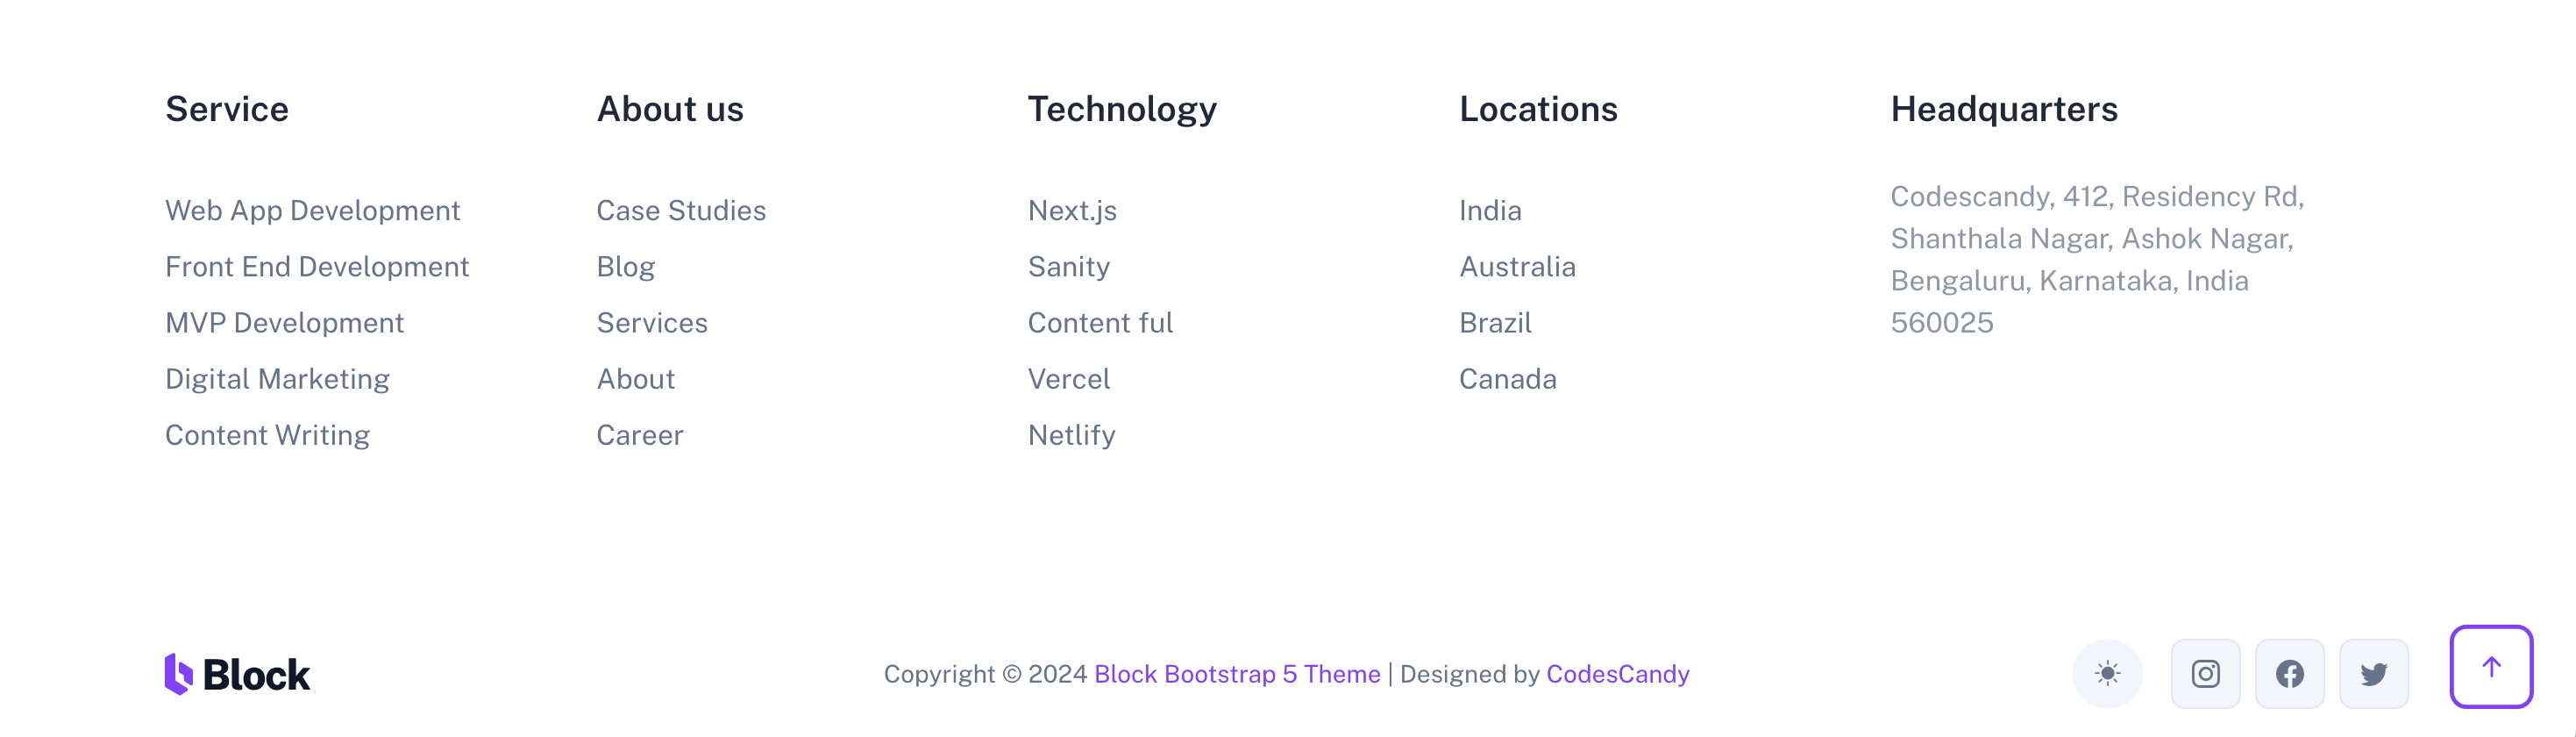 Service
Web App Development
Front End Development
MVP Development
Digital Marketing
Content Writing
About us
Case Studies
Blog
Services
About
Career
Technology
Next.js
Sanity
Content ful
Vercel
Netlify
Locations
India
Australia
Brazil
Canada
Headquarters
Codescandy, 412, Residency Rd,
Shanthala Nagar, Ashok Nagar,
Bengaluru, Karnataka, India
560025
Block
Copyright © 2024 Block Bootstrap 5 Theme | Designed by CodesCandy